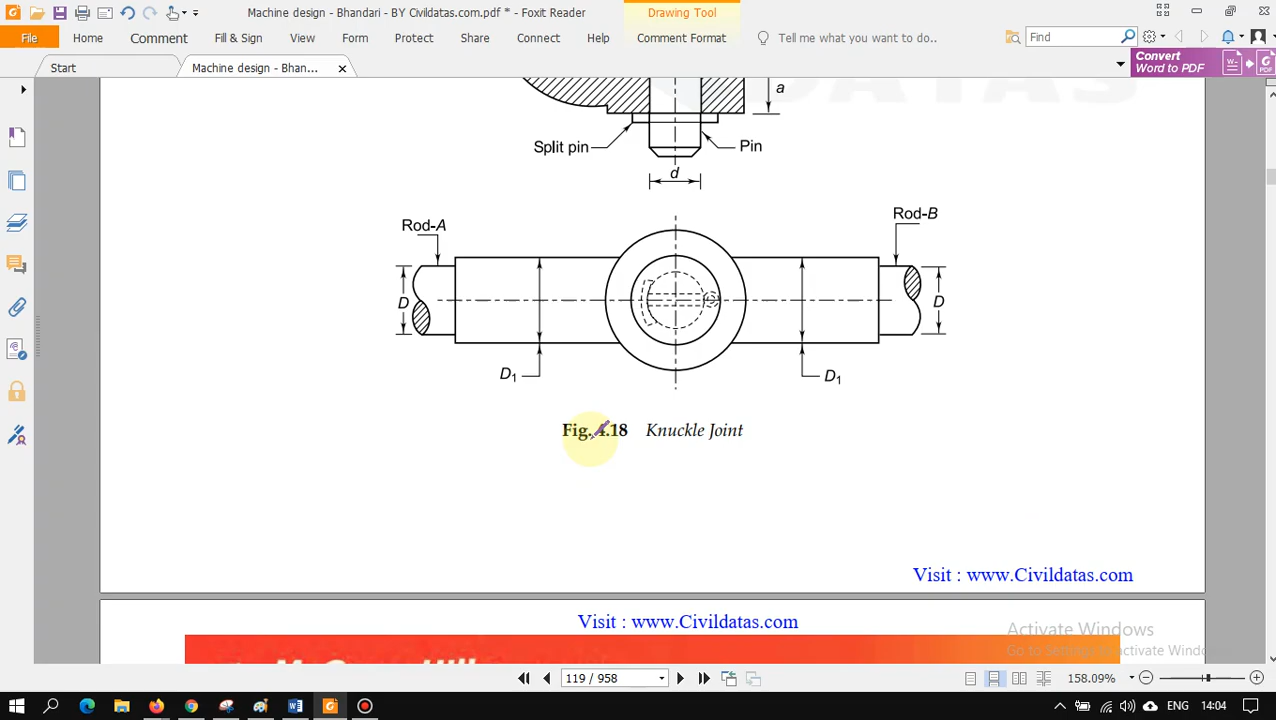 Machine design - Bhandari - BY Civildatas.com.pdf * - Foxit Reader
Drawing Tool
File
Home
Comment
Fill & Sign
View
Form
Protect
Share
Connect
Help
Comment Format
Tell me what you want to do..
Find
Start
Machine design - Bhan...
Convert
Word to PDF
a
Split pin
Pin
d
Rod-A
Rod-B
D
D
D1
D1
Fig. 4.18 Knuckle Joint
Visit : www.Civildatas.com
Visit : www.Civildatas.com
Activate Windows
119 / 958
158.09%
ENG
14:04